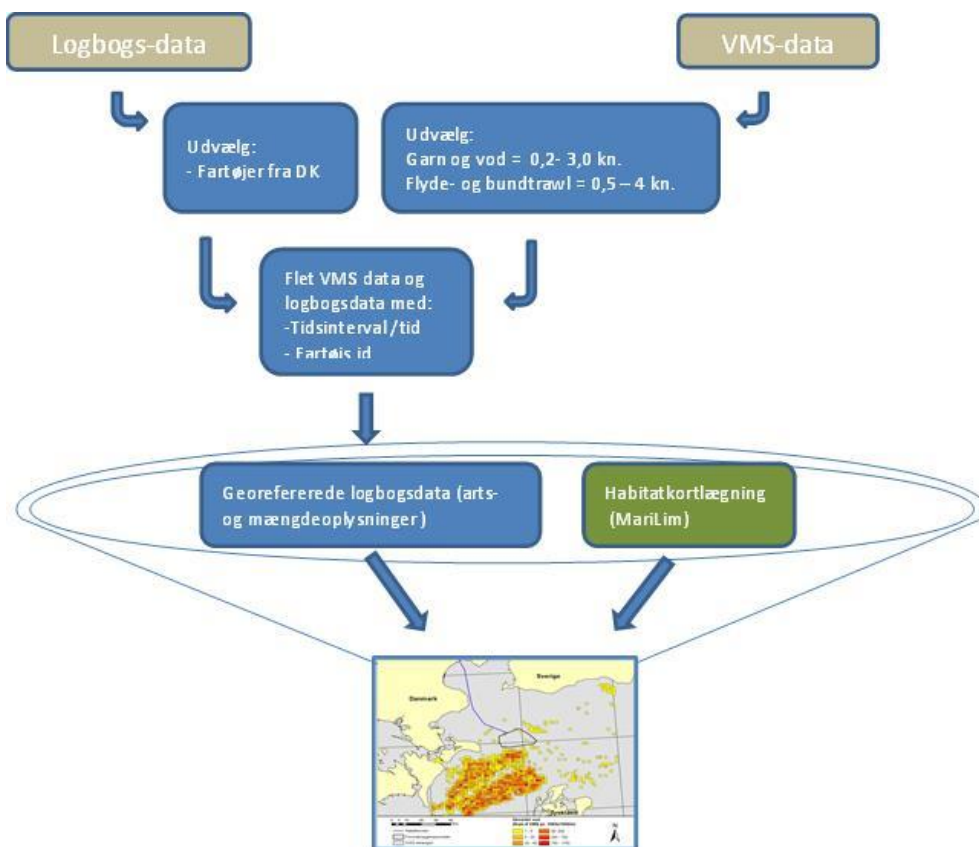 Logbogs-data
VMS-data
Udvælg:
- Fartøjer fra DK
Udvælg:
Garn og vod = 0,2- 3,0 kn.
Flyde- og bundtrawl = 0,5 – 4 kn.
Flet VMS data og
logbogsdata med:
-Tidsinterval/tid
- Fartøjs id
Georefererede logbogsdata (arts-
og mængdeoplysninger)
Habitatkortlægning
(MariLim)
Sverige
Danmark
N